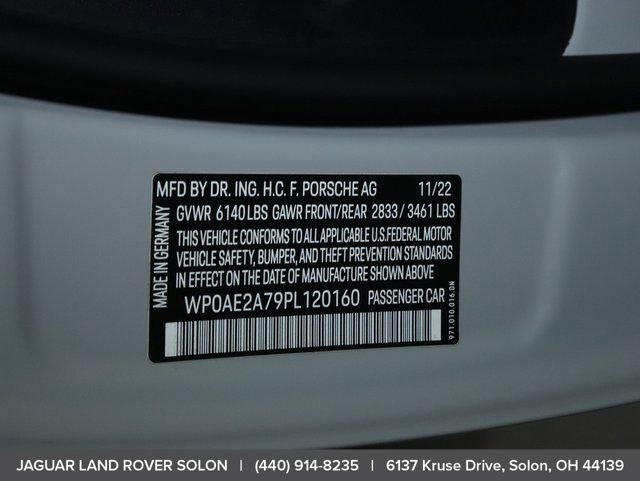 MADE IN GERMANY
MFD BY DR. ING. H.C. F. PORSCHE AG 11/22
GVWR 6140 LBS GAWR FRONT/REAR 2833 / 3461 LBS
THIS VEHICLE CONFORMS TO ALL APPLICABLE U.S. FEDERAL MOTOR
VEHICLE SAFETY, BUMPER, AND THEFT PREVENTION STANDARDS
IN EFFECT ON THE DATE OF MANUFACTURE SHOWN ABOVE
WP0AE2A79PL120160 PASSENGER CAR
971.010.016.DN
JAGUAR LAND ROVER SOLON | (440) 914-8235 | 6137 Kruse Drive, Solon, OH 44139